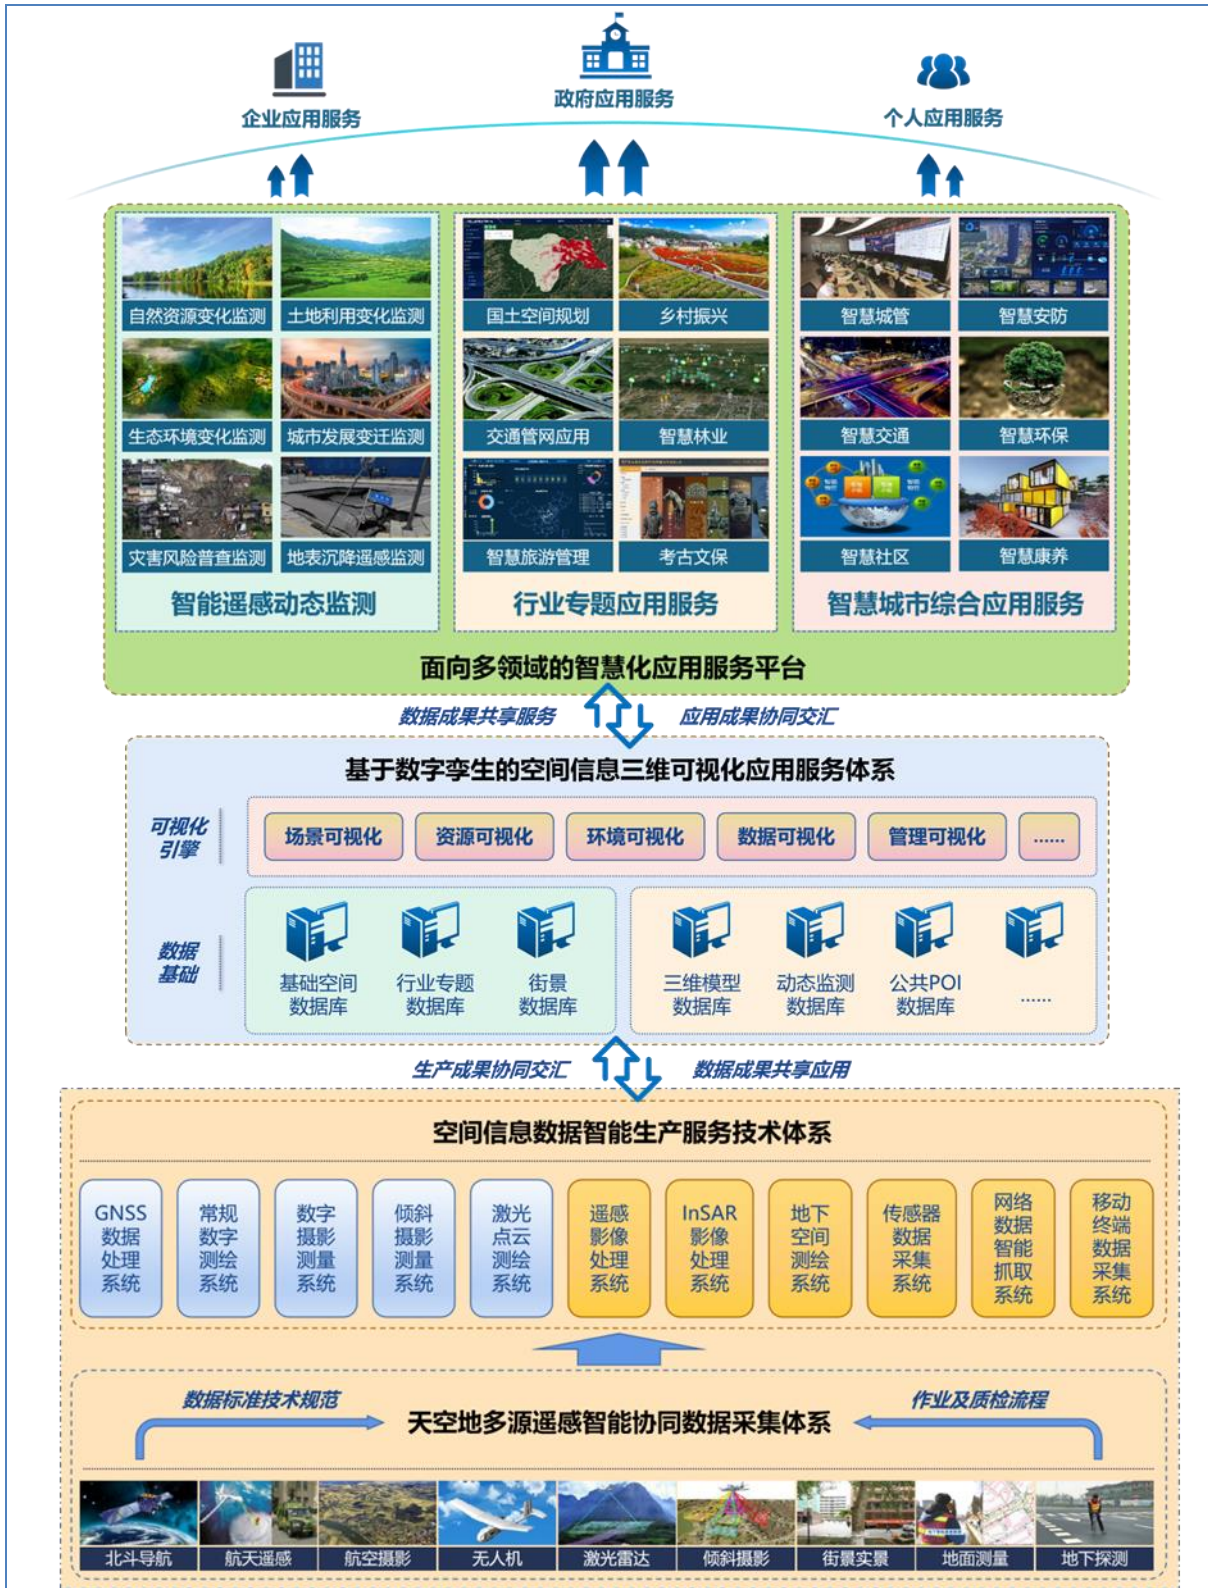 政府应用服务
企业应用服务
个人应用服务
自然资源变化监测
土地利用变化监测
国土空间规划
乡村振兴
智慧城管
智慧安防
生态环境变化监测
城市发展变迁监测
交通管网应用
智慧林业
智慧交通
智慧环保
灾害风险普查监测
地表沉降遥感监测
智慧旅游管理
考古文保
智慧社区
智慧康养
智能遥感动态监测
行业专题应用服务
智慧城市综合应用服务
面向多领域的智慧化应用服务平台
数据成果共享服务
应用成果协同交汇
基于数字孪生的空间信息三维可视化应用服务体系
可视化
引擎
场景可视化
资源可视化
环境可视化
数据可视化
管理可视化
......
数据
基础
基础空间
数据库
行业专题
数据库
街景
数据库
三维模型
数据库
动态监测
数据库
公共POI
数据库
......
生产成果协同交汇
数据成果共享应用
空间信息数据智能生产服务技术体系
GNSS
数据
处理
系统
常规
数字
测绘
系统
数字
摄影
测量
系统
倾斜
摄影
测量
系统
激光
点云
测绘
系统
遥感
影像
处理
系统
InSAR
影像
处理
系统
地下
空间
测绘
系统
传感器
数据
采集
系统
网络
数据
智能
抓取
系统
移动
终端
数据
采集
系统
数据标准技术规范
作业及质检流程
天空地多源遥感智能协同数据采集体系
北斗导航
航天遥感
航空摄影
无人机
激光雷达
倾斜摄影
街景实景
地面测量
地下探测